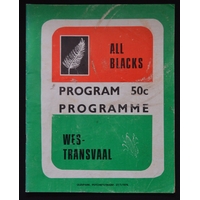 ALL
BLACKS
PROGRAM 50c
PROGRAMME
WES-
TRANSVAAL